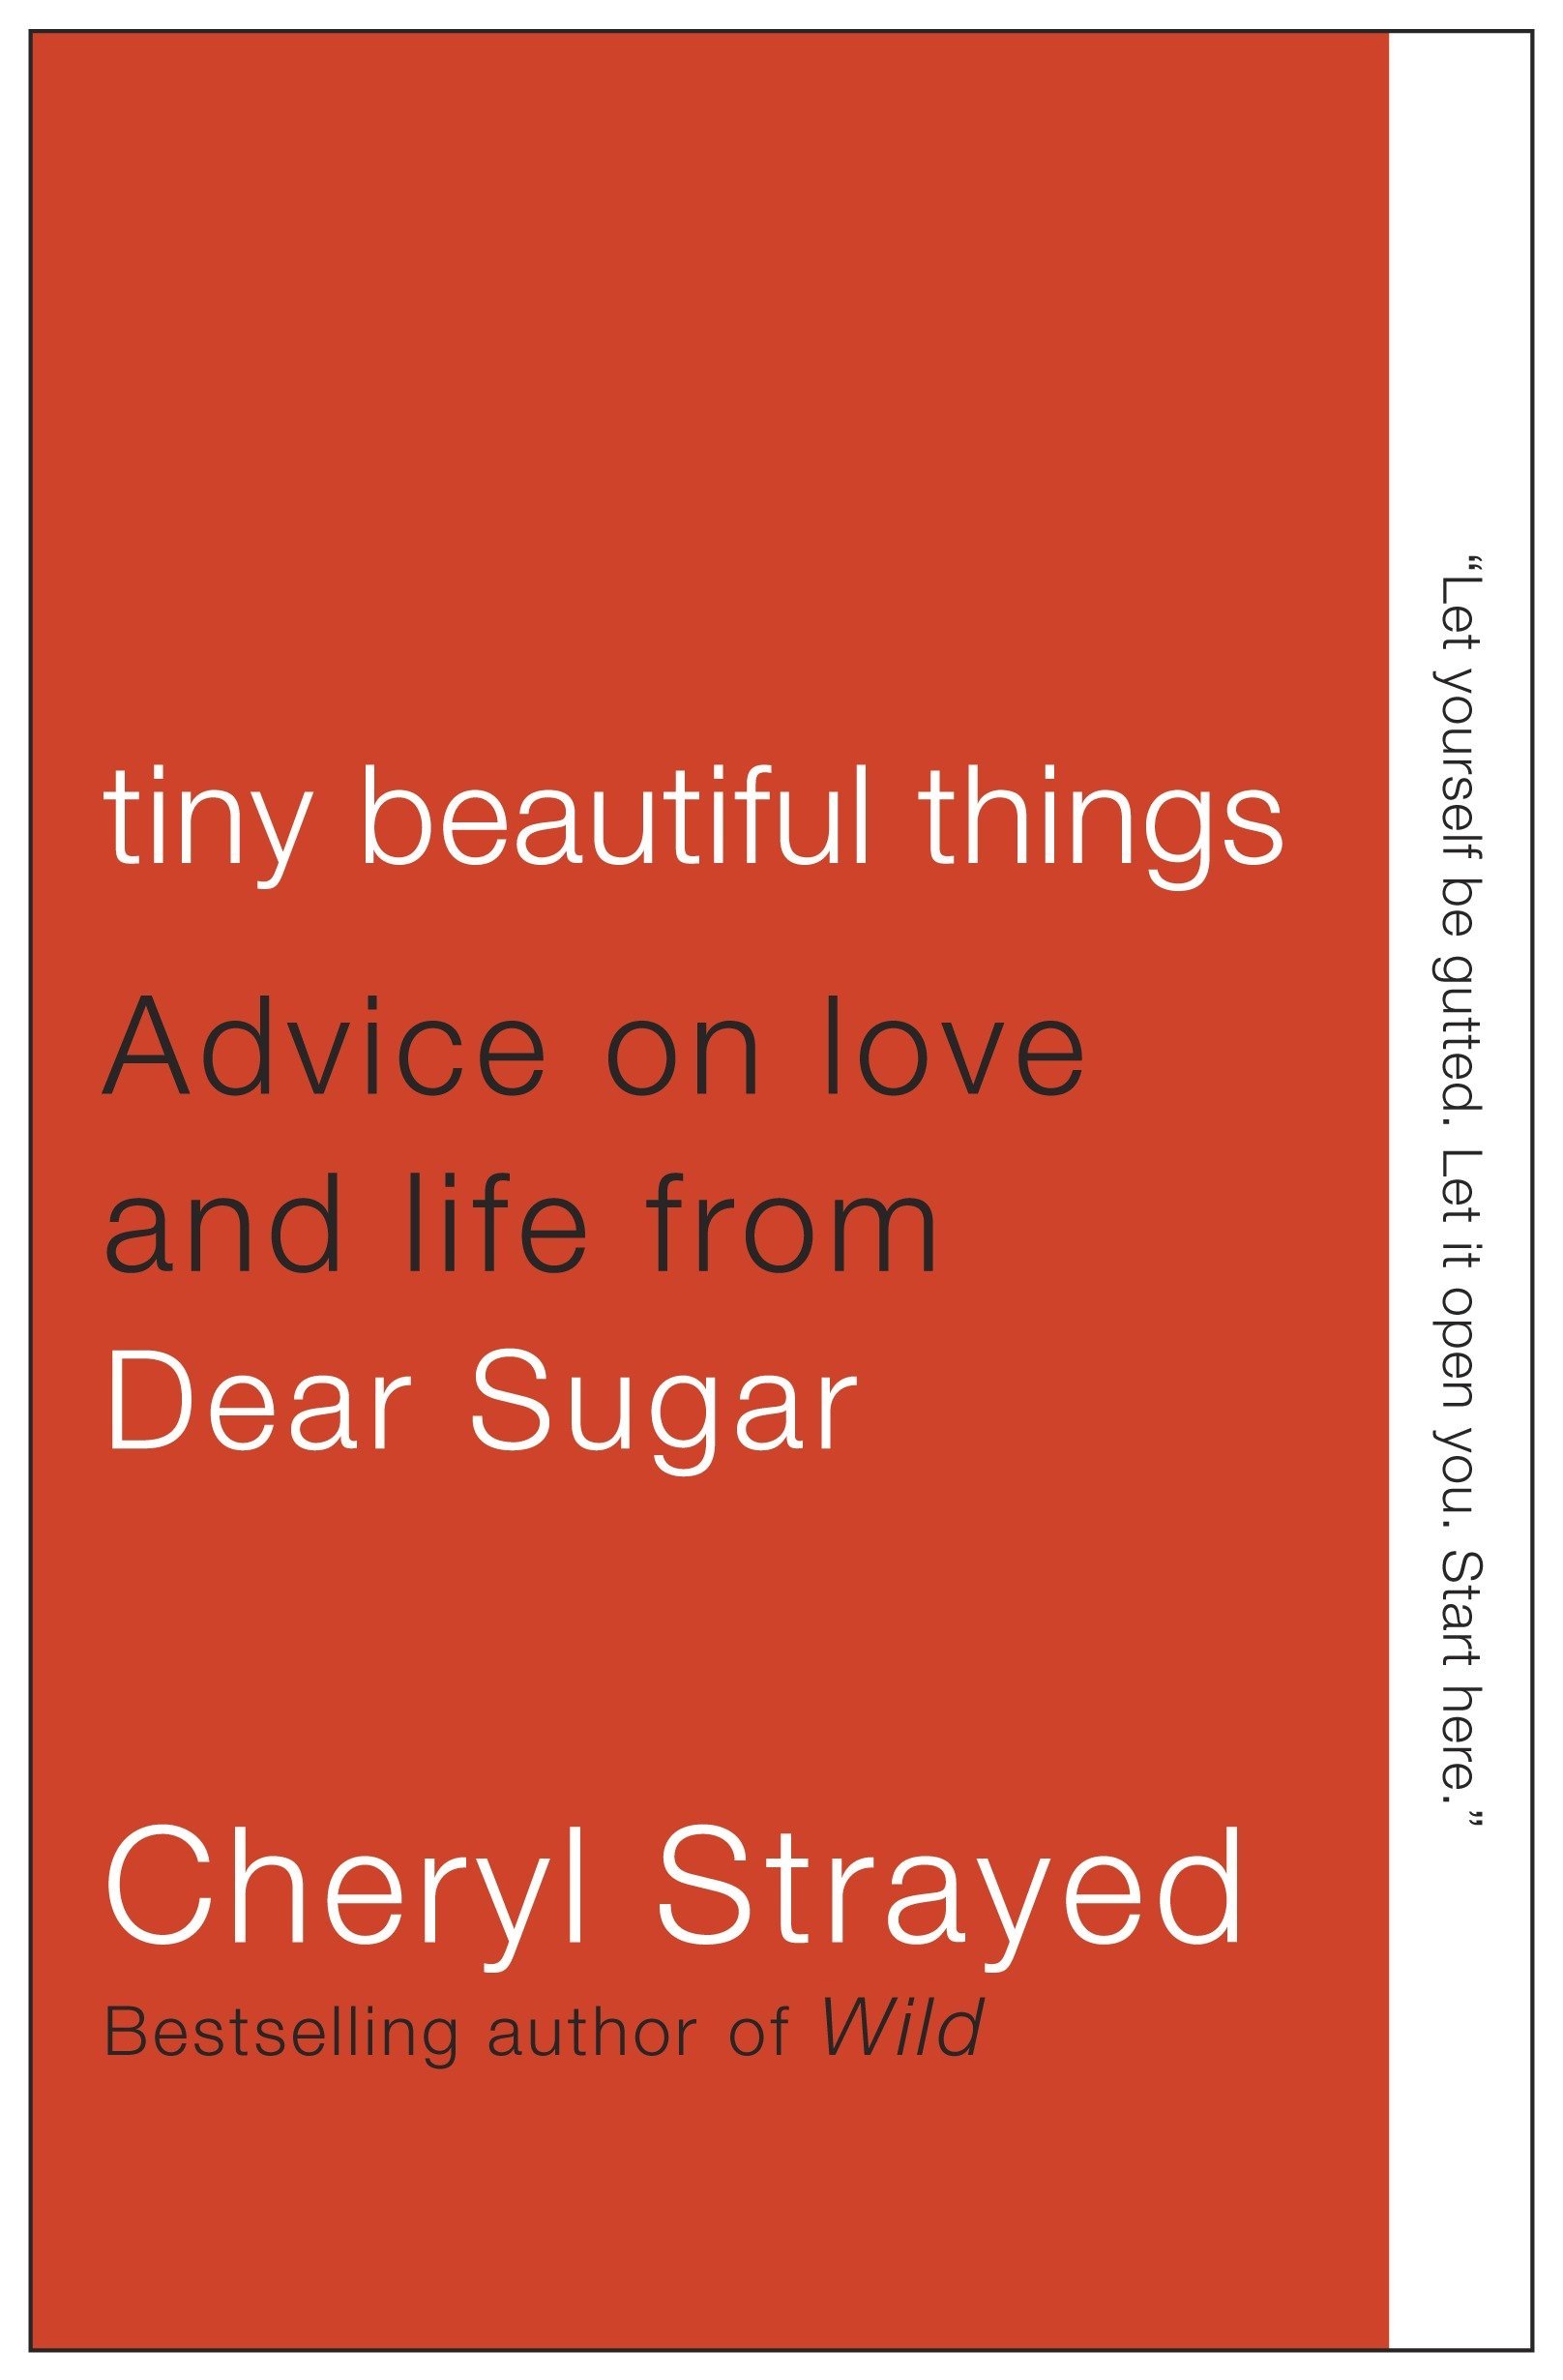 tiny beautiful things
Advice on love
and life from
Dear Sugar
Cheryl Strayed
Bestselling author of Wild
“Let yourself be gutted. Let it open you. Start here.”